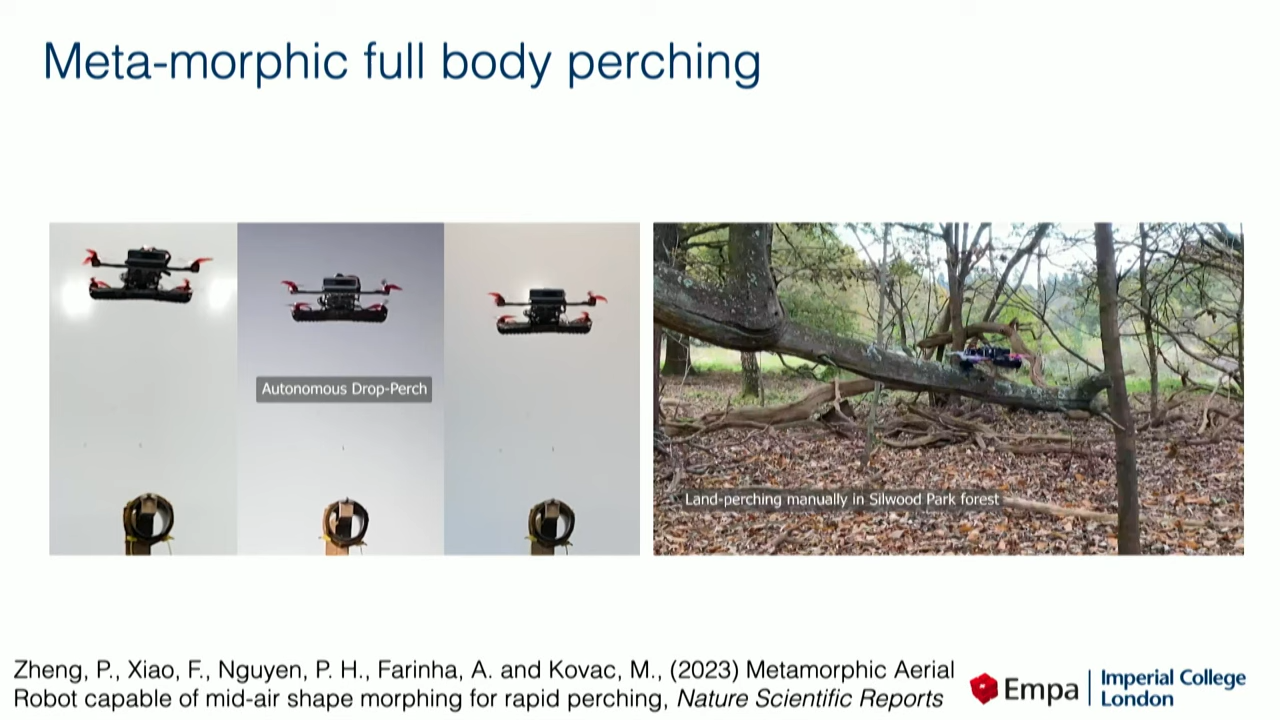 Meta-morphic full body perching
Autonomous Drop-Perch
Land-perching manually in Silwood Park forest
Zheng, P., Xiao, F., Nguyen, P. H., Farinha, A. and Kovac, M., (2023) Metamorphic Aerial
Robot capable of mid-air shape morphing for rapid perching, Nature Scientific Reports
Empa
Imperial College
London